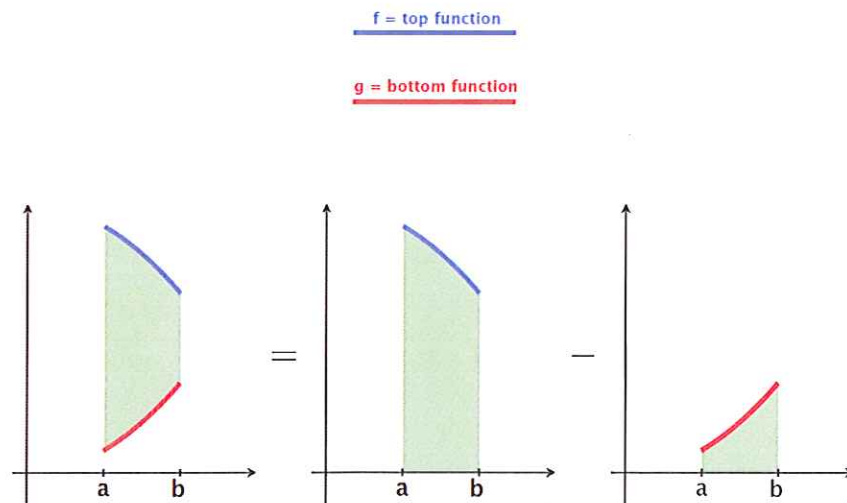 f = top function
g = bottom function
=
−
a b
a b
a b